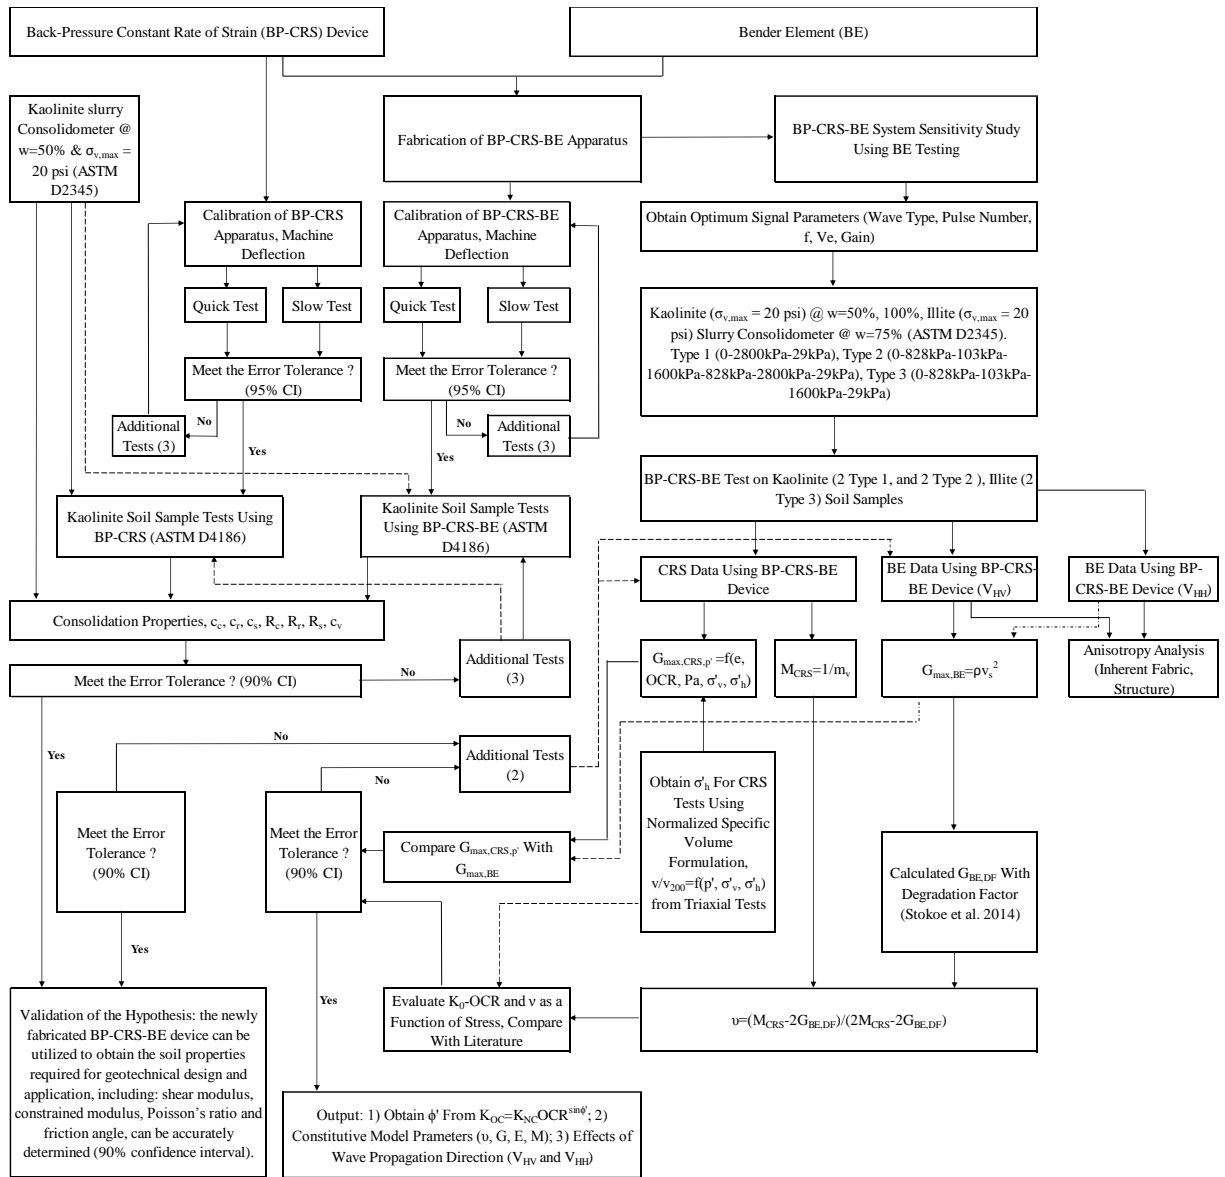 Back-Pressure Constant Rate of Strain (BP-CRS) Device
Bender Element (BE)
Kaolinite slurry
Consolidometer @
w=50% & σv,max =
20 psi (ASTM
D2345)
Fabrication of BP-CRS-BE Apparatus
BP-CRS-BE System Sensitivity Study
Using BE Testing
Calibration of BP-CRS
Apparatus, Machine
Deflection
Calibration of BP-CRS-BE
Apparatus, Machine
Deflection
Obtain Optimum Signal Parameters (Wave Type, Pulse Number,
f, Ve, Gain)
Quick Test
Slow Test
Quick Test
Slow Test
Kaolinite (σv,max = 20 psi) @ w=50%, 100%, Illite (σv,max = 20
psi) Slurry Consolidometer @ w=75% (ASTM D2345).
Type 1 (0-2800kPa-29kPa), Type 2 (0-828kPa-103kPa-
1600kPa-828kPa-2800kPa-29kPa), Type 3 (0-828kPa-103kPa-
1600kPa-29kPa)
Meet the Error Tolerance ?
(95% CI)
Meet the Error Tolerance ?
(95% CI)
No
Additional
Tests (3)
Yes
No
Additional
Tests (3)
Yes
BP-CRS-BE Test on Kaolinite (2 Type 1, and 2 Type 2 ), Illite (2
Type 3) Soil Samples
Kaolinite Soil Sample Tests Using
BP-CRS (ASTM D4186)
Kaolinite Soil Sample Tests
Using BP-CRS-BE (ASTM
D4186)
CRS Data Using BP-CRS-BE
Device
BE Data Using BP-CRS-
BE Device (VHV)
BE Data Using BP-
CRS-BE Device (VHH)
Consolidation Properties, cc, cr, cs, Rc, Rr, Rs, cv
Meet the Error Tolerance ? (90% CI)
No
Additional Tests
(3)
Gmax,CRS,p' =f(e,
OCR, Pa, σ'v, σ'h)
MCRS=1/mv
Gmax,BE=ρvs²
Anisotropy Analysis
(Inherent Fabric,
Structure)
Yes
No
No
Additional Tests
(2)
Meet the Error
Tolerance ?
(90% CI)
Meet the Error
Tolerance ?
(90% CI)
Compare Gmax,CRS,p' With
Gmax,BE
Obtain σ'h For CRS
Tests Using
Normalized Specific
Volume
Formulation,
v/v200=f(p', σ'v, σ'h)
from Triaxial Tests
Calculated GBE,DF With
Degradation Factor
(Stokoe et al. 2014)
Yes
Yes
Validation of the Hypothesis: the newly
fabricated BP-CRS-BE device can be
utilized to obtain the soil properties
required for geotechnical design and
application, including: shear modulus,
constrained modulus, Poisson's ratio and
friction angle, can be accurately
determined (90% confidence interval).
Evaluate K0-OCR and ν as a
Function of Stress, Compare
With Literature
υ=(MCRS-2GBE,DF)/(2MCRS-2GBE,DF)
Output: 1) Obtain ϕ' From KOC=KNCOCRsinϕ'; 2)
Constitutive Model Prameters (υ, G, E, M); 3) Effects of
Wave Propagation Direction (VHV and VHH)